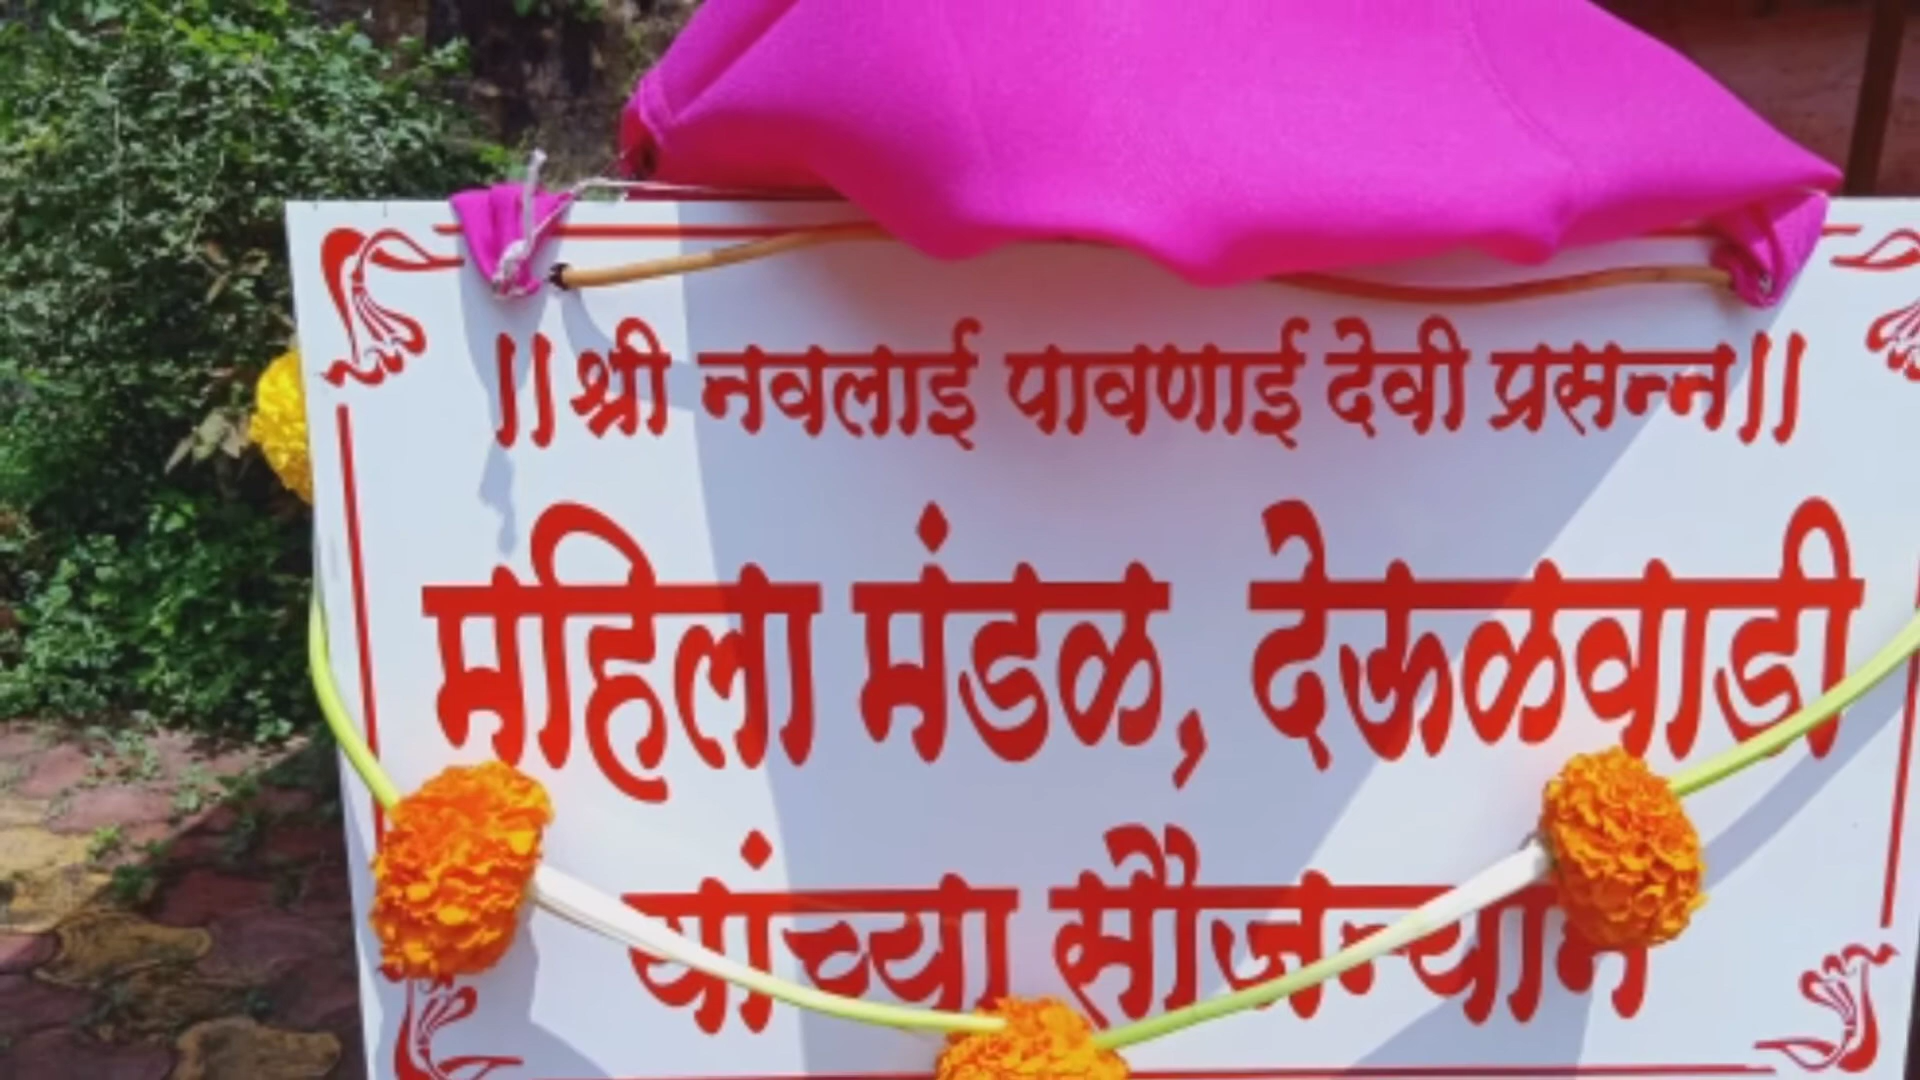 ||श्री नवलाई पावणाई देवी प्रसन्न||
महिला मंडळ, देऊळवाडी
यांच्या सौजन्याने